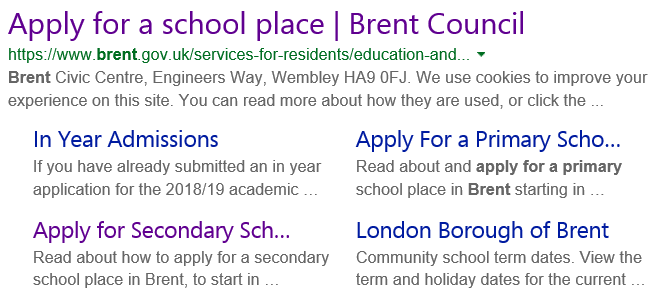 Apply for a school place | Brent Council
https://www.brent.gov.uk/services-for-residents/education-and...
Brent Civic Centre, Engineers Way, Wembley HA9 0FJ. We use cookies to improve your
experience on this site. You can read more about how they are used, or click the ...
In Year Admissions
If you have already submitted an in year
application for the 2018/19 academic ...
Apply For a Primary Scho...
Read about and apply for a primary
school place in Brent starting in ...
Apply for Secondary Sch...
Read about how to apply for a secondary
school place in Brent, to start in ...
London Borough of Brent
Community school term dates. View the
term and holiday dates for the current ...